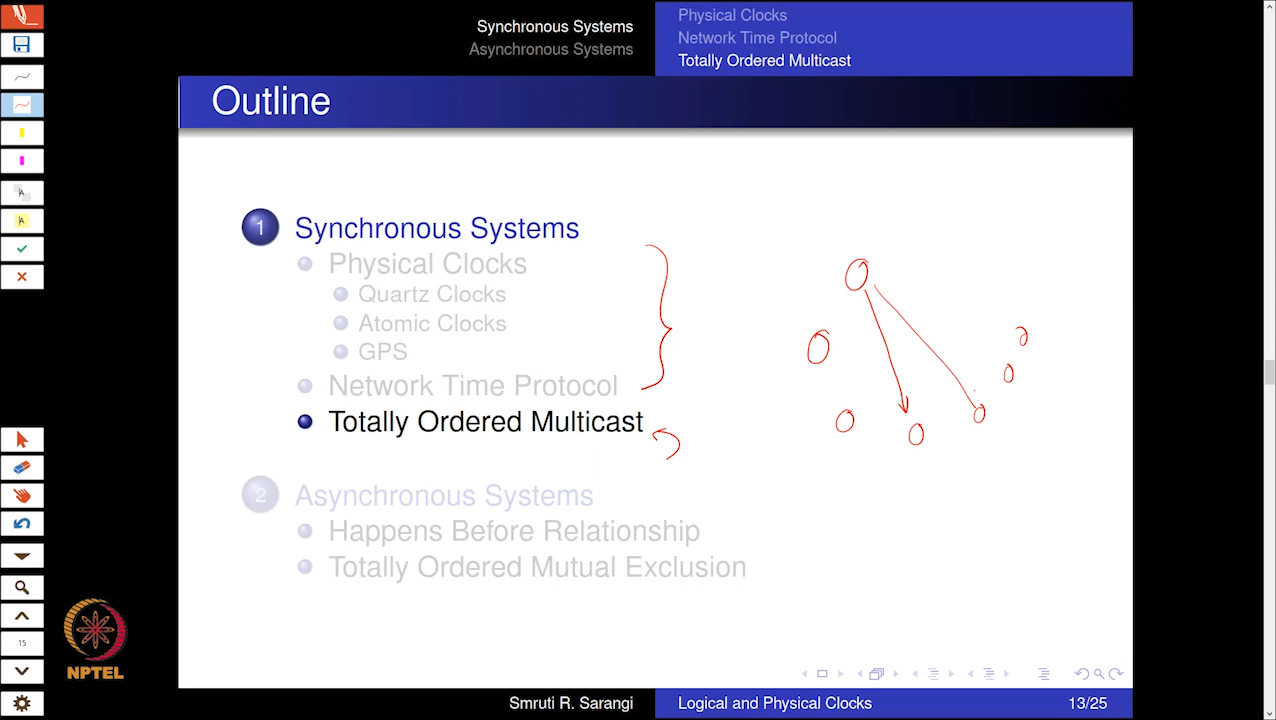 Synchronous Systems
Asynchronous Systems
Physical Clocks
Network Time Protocol
Totally Ordered Multicast
Outline
1 Synchronous Systems
Physical Clocks
Quartz Clocks
Atomic Clocks
GPS
Network Time Protocol
Totally Ordered Multicast
2 Asynchronous Systems
Happens Before Relationship
Totally Ordered Mutual Exclusion
A
A
15
NPTEL
Smruti R. Sarangi
Logical and Physical Clocks
13/25